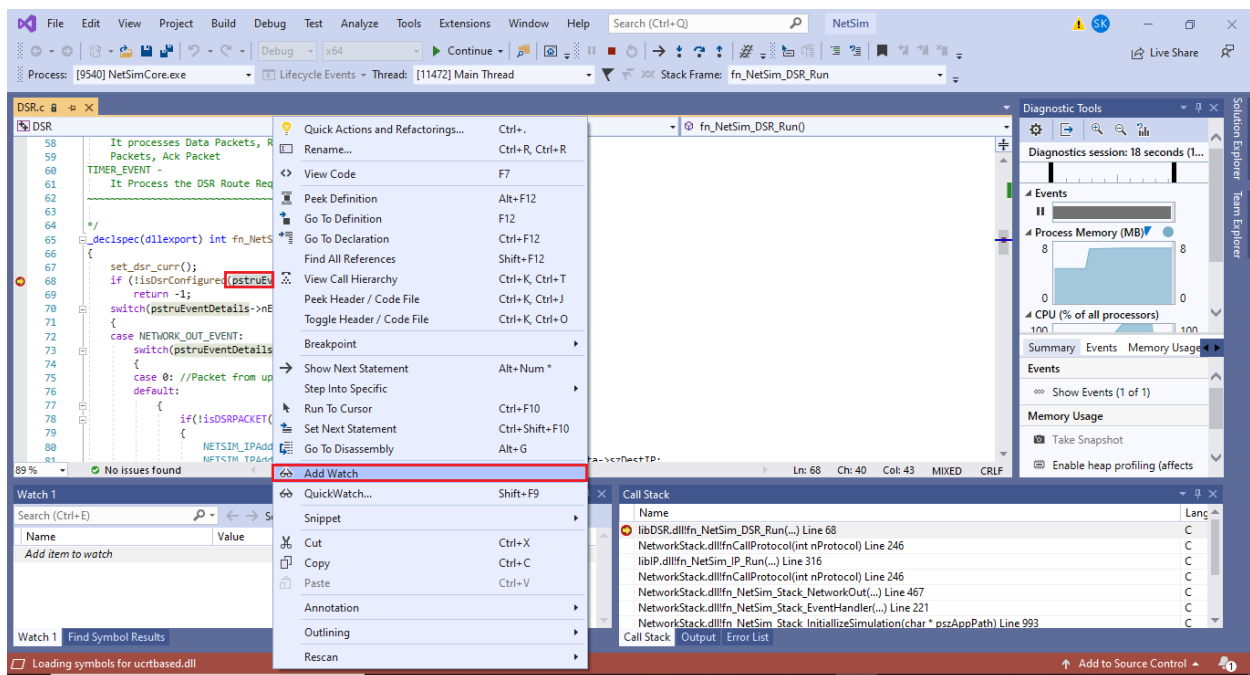 File Edit View Project Build Debug Test Analyze Tools Extensions Window Help Search (Ctrl+Q) NetSim SK
Debug x64 Continue Live Share
Process: [9540] NetSimCore.exe Lifecycle Events Thread: [11472] Main Thread Stack Frame: fn_NetSim_DSR_Run
DSR.c
DSR fn_NetSim_DSR_Run()
58 It processes Data Packets, R
59 Packets, Ack Packet
60 TIMER_EVENT -
61 It Process the DSR Route Req
62 ~~~~~~~~~~~~~~~~~~~~~~~~~~~~~~~~
63
64 */
65 _declspec(dllexport) int fn_NetS
66 {
67 set_dsr_curr();
68 if (!isDsrConfigured(pstruEv
69 return -1;
70 switch(pstruEventDetails->nE
71 {
72 case NETWORK_OUT_EVENT:
73 switch(pstruEventDetails
74 {
75 case 0: //Packet from up
76 default:
77 {
78 if(!isDSRPACKET(
79 {
80 NETSIM_IPAdd
81 NETSIM_IPAdd ta->szDestIP;
89 % No issues found Ln: 68 Ch: 40 Col: 43 MIXED CRLF
Quick Actions and Refactorings... Ctrl+.
Rename... Ctrl+R, Ctrl+R
View Code F7
Peek Definition Alt+F12
Go To Definition F12
Go To Declaration Ctrl+F12
Find All References Shift+F12
View Call Hierarchy Ctrl+K, Ctrl+T
Peek Header / Code File Ctrl+K, Ctrl+J
Toggle Header / Code File Ctrl+K, Ctrl+O
Breakpoint
Show Next Statement Alt+Num *
Step Into Specific
Run To Cursor Ctrl+F10
Set Next Statement Ctrl+Shift+F10
Go To Disassembly Alt+G
Add Watch
QuickWatch... Shift+F9
Snippet
Cut Ctrl+X
Copy Ctrl+C
Paste Ctrl+V
Annotation
Outlining
Rescan
Diagnostic Tools
Diagnostics session: 18 seconds (1...
Events
Process Memory (MB)
8 8
0 0
CPU (% of all processors)
100 100
Summary Events Memory Usage
Events
Show Events (1 of 1)
Memory Usage
Take Snapshot
Enable heap profiling (affects
Solution Explorer
Team Explorer
Watch 1
Search (Ctrl+E)
Name Value
Add item to watch
Watch 1 Find Symbol Results
Call Stack
Name Lang
libDSR.dll!fn_NetSim_DSR_Run(...) Line 68 C
NetworkStack.dll!fnCallProtocol(int nProtocol) Line 246 C
libIP.dll!fn_NetSim_IP_Run(...) Line 316 C
NetworkStack.dll!fnCallProtocol(int nProtocol) Line 246 C
NetworkStack.dll!fn_NetSim_Stack_NetworkOut(...) Line 467 C
NetworkStack.dll!fn_NetSim_Stack_EventHandler(...) Line 221 C
NetworkStack.dll!fn_NetSim_Stack_InitiallizeSimulation(char * pszAppPath) Line 993 C
Call Stack Output Error List
Loading symbols for ucrtbased.dll Add to Source Control 1